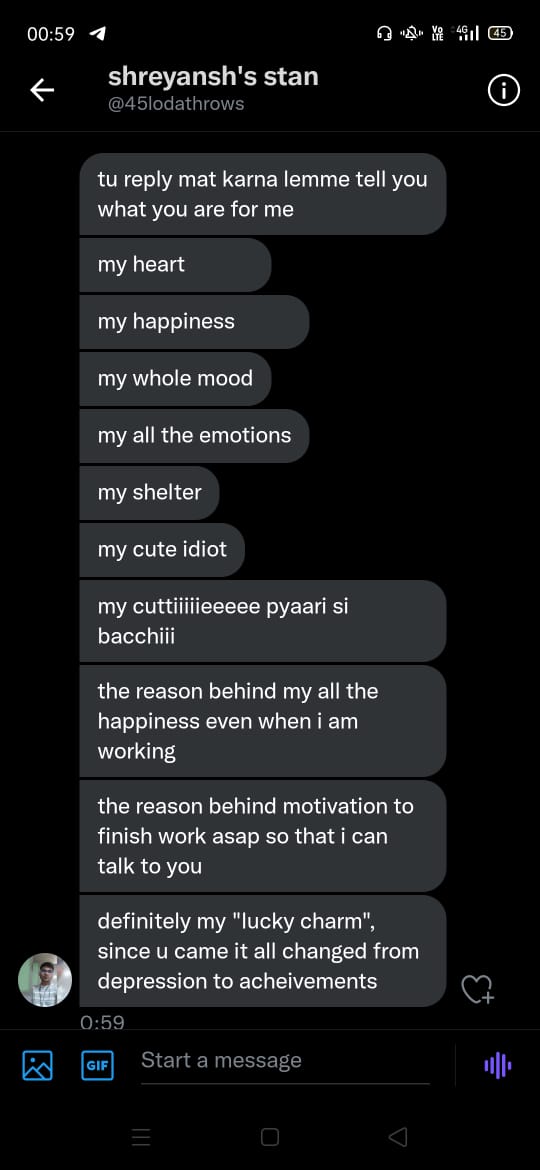 00:59
Vo
LTE
4G
45
shreyansh's stan
@45lodathrows
tu reply mat karna lemme tell you
what you are for me
my heart
my happiness
my whole mood
my all the emotions
my shelter
my cute idiot
my cuttiiiiieeeee pyaari si
bacchiii
the reason behind my all the
happiness even when i am
working
the reason behind motivation to
finish work asap so that i can
talk to you
definitely my "lucky charm",
since u came it all changed from
depression to acheivements
0:59
GIF
Start a message